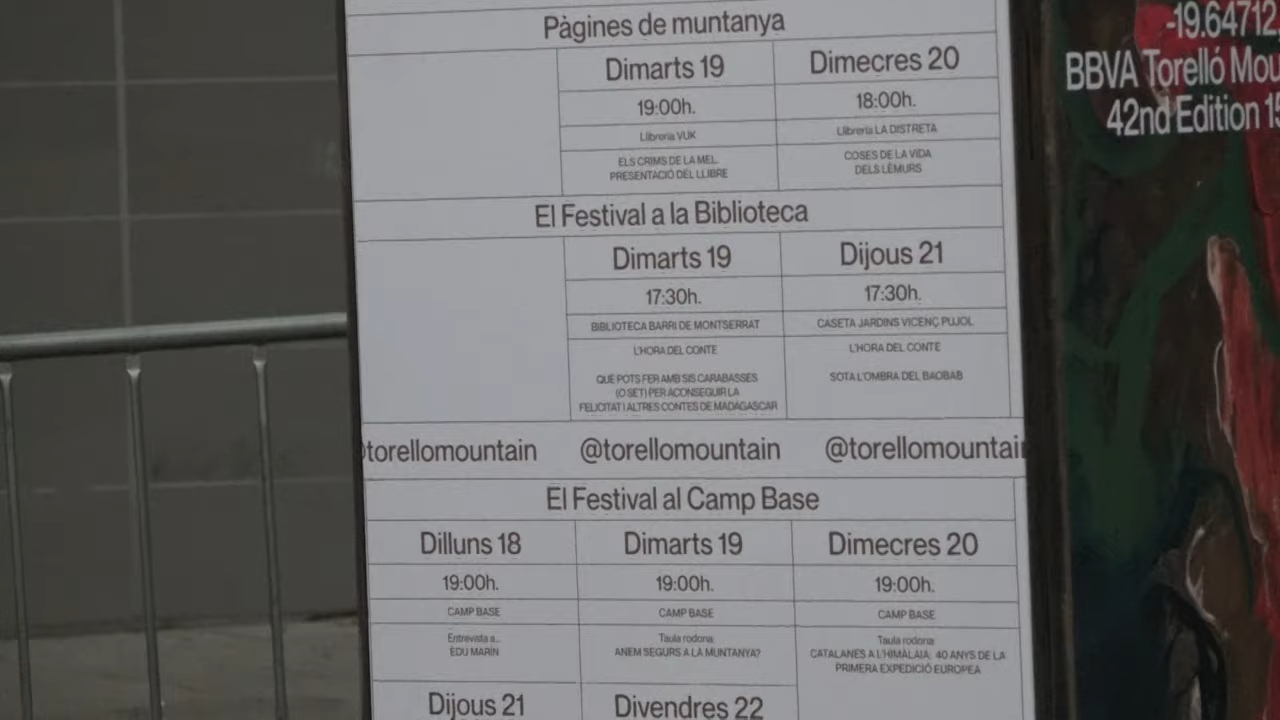 Pàgines de muntanya
Dimarts 19
19:00h.
Llibreria VUK
ELS CRIMS DE LA MEL.
PRESENTACIÓ DEL LLIBRE
Dimecres 20
18:00h.
Llibreria LA DISTRETA
COSES DE LA VIDA
DELS LÈMURS
El Festival a la Biblioteca
Dimarts 19
17:30h.
BIBLIOTECA BARRI DE MONTSERRAT
L'HORA DEL CONTE
QUÈ POTS FER AMB SIS CARABASSES
(O SET) PER ACONSEGUIR LA
FELICITAT I ALTRES CONTES DE MADAGASCAR
Dijous 21
17:30h.
CASETA JARDINS VICENÇ PUJOL
L'HORA DEL CONTE
SOTA L'OMBRA DEL BAOBAB
torellomountain @torellomountain @torellomountai
El Festival al Camp Base
Dilluns 18
19:00h.
CAMP BASE
Entrevista a...
EDU MARÍN
Dimarts 19
19:00h.
CAMP BASE
Taula rodona
ANEM SEGURS A LA MUNTANYA?
Dimecres 20
19:00h.
CAMP BASE
Taula rodona
CATALANES A L'HIMÀLAIA, 40 ANYS DE LA
PRIMERA EXPEDICIÓ EUROPEA
Dijous 21
Divendres 22
-19.64712,
BBVA Torelló Mou
42nd Edition 15